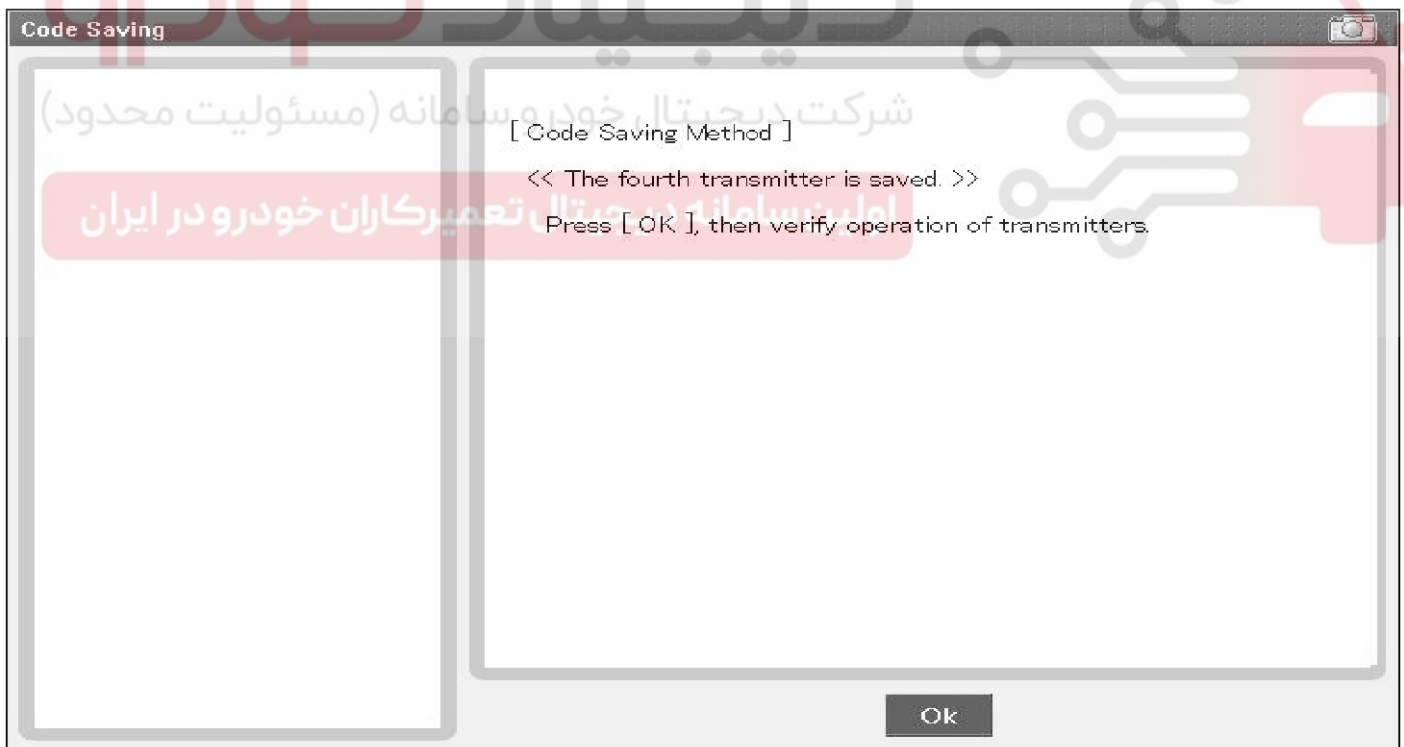 Code Saving
شرکت دیجیتال خودرو سامانه (مسئولیت محدود)
[ Code Saving Method ]
<< The fourth transmitter is saved. >>
اولین سامانه دیجیتال تعمیرکاران خودرو در ایران
Press [ OK ], then verify operation of transmitters.
Ok